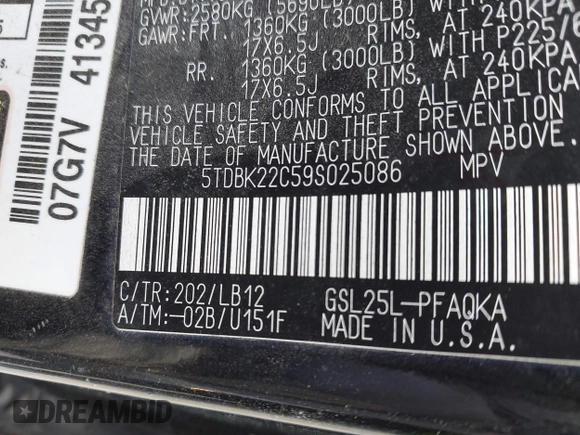 GVWR: 2580KG (5690LB)
GAWR: FRT. 1360KG (3000LB) WITH P225/6
17X6.5J RIMS, AT 240KPA
RR. 1360KG (3000LB) WITH P225/6
17X6.5J RIMS, AT 240KPA
THIS VEHICLE CONFORMS TO ALL APPLICA
VEHICLE SAFETY AND THEFT PREVENTION
THE DATE OF MANUFACTURE SHOWN ABOVE.
5TDBK22C59S025086 MPV
C/TR: 202/LB12 GSL25L-PFAQKA
A/TM: -02B/U151F MADE IN U.S.A.
07G7V 41345
DREAMBID